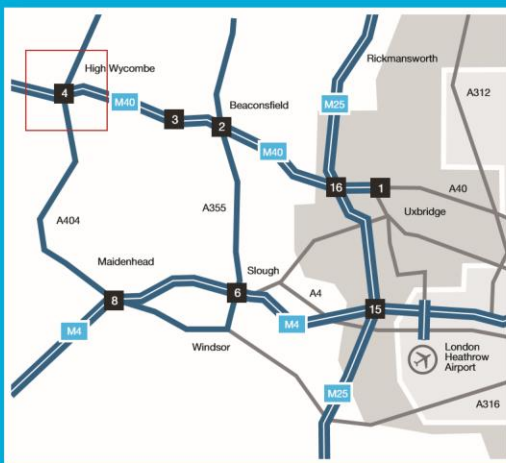 Rickmansworth
High Wycombe
4
M40
3
Beaconsfield
2
M25
A312
M40
16
1
A40
Uxbridge
A404
A355
Maidenhead
Slough
A4
8
6
15
M4
M4
Windsor
London
Heathrow
Airport
M25
A316